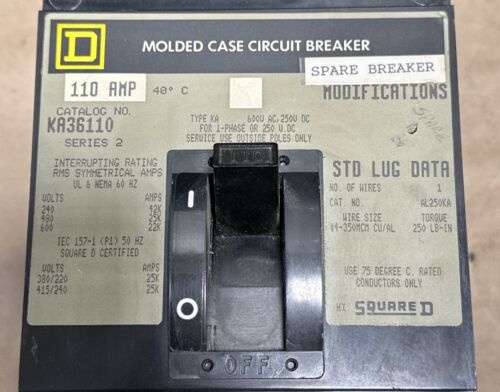 D
MOLDED CASE CIRCUIT BREAKER
110 AMP 40° C
SPARE BREAKER
MODIFICATIONS
CATALOG NO.
KA36110
SERIES 2
TYPE KA 600V AC, 250V DC
FOR 1-PHASE OR 250 V.DC
SERVICE USE OUTSIDE POLES ONLY
INTERRUPTING RATING
RMS SYMMETRICAL AMPS
UL & NEMA 60 HZ
VOLTS AMPS
240 42K
480 25K
600 22K
IEC 157-1 (P1) 50 HZ
SQUARE D CERTIFIED
VOLTS AMPS
380/220 25K
415/240 25K
110
I
O
OFF
STD LUG DATA
NO. OF WIRES 1
CAT. NO. AL250KA
WIRE SIZE TORQUE
#4-350MCM CU/AL 250 LB-IN
USE 75 DEGREE C. RATED
CONDUCTORS ONLY
HX SQUARE D